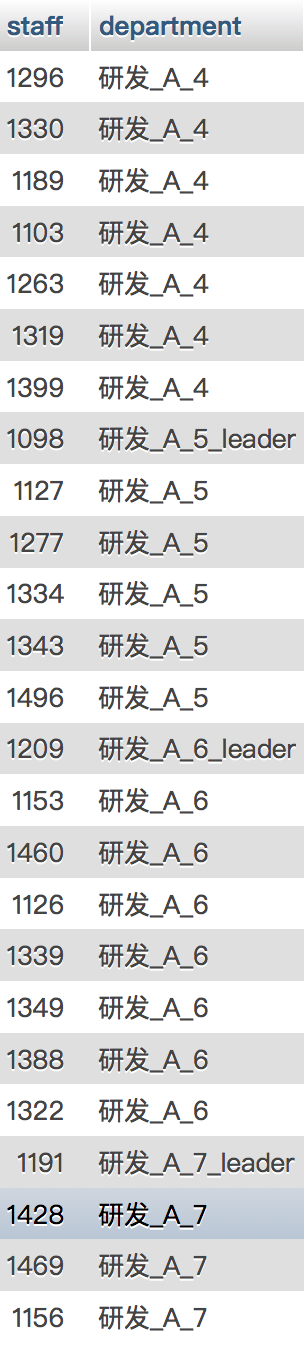 staff department
1296 研发_A_4
1330 研发_A_4
1189 研发_A_4
1103 研发_A_4
1263 研发_A_4
1319 研发_A_4
1399 研发_A_4
1098 研发_A_5_leader
1127 研发_A_5
1277 研发_A_5
1334 研发_A_5
1343 研发_A_5
1496 研发_A_5
1209 研发_A_6_leader
1153 研发_A_6
1460 研发_A_6
1126 研发_A_6
1339 研发_A_6
1349 研发_A_6
1388 研发_A_6
1322 研发_A_6
1191 研发_A_7_leader
1428 研发_A_7
1469 研发_A_7
1156 研发_A_7